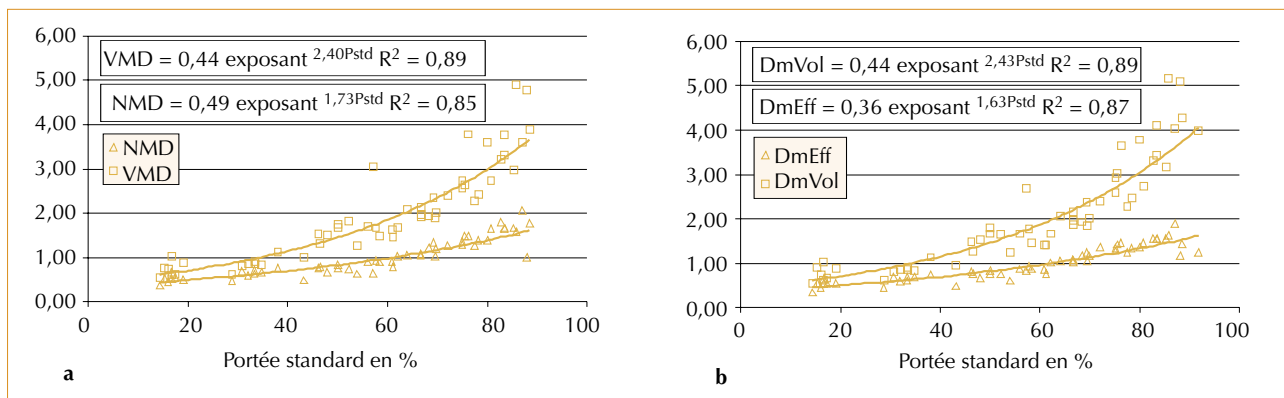 6,00
5,00
4,00
3,00
2,00
1,00
0,00
VMD = 0,44 exposant 2,40Pstd R2 = 0,89
NMD = 0,49 exposant 1,73Pstd R2 = 0,85
NMD
VMD
0 20 40 60 80 100
Portée standard en %
a
6,00
5,00
4,00
3,00
2,00
1,00
0,00
DmVol = 0,44 exposant 2,43Pstd R2 = 0,89
DmEff = 0,36 exposant 1,63Pstd R2 = 0,87
DmEff
DmVol
0 20 40 60 80 100
Portée standard en %
b